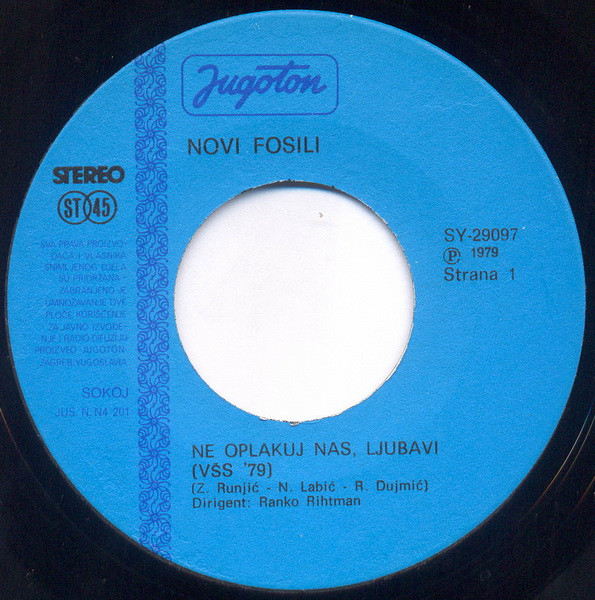 Jugoton
NOVI FOSILI
STEREO
ST 45
SVA PRAVA PROIZVO-
ĐAČA I VLASNIKA
SNIMLJENOG DJELA
SU PRIDRŽANA -
ZABRANJENO JE
UMNOŽAVANJE OVE
PLOČE, KORIŠĆENJE
ZA JAVNO IZVOĐE-
NJE I RADIO DIFUZIJU
PROIZVEO JUGOTON-
ZAGREB, YUGOSLAVIA
SOKOJ
JUS. N. N4 201
SY-29097
Ⓟ 1979
Strana 1
NE OPLAKUJ NAS, LJUBAVI
(VŠS '79)
(Z. Runjić - N. Labić - R. Dujmić)
Dirigent: Ranko Rihtman